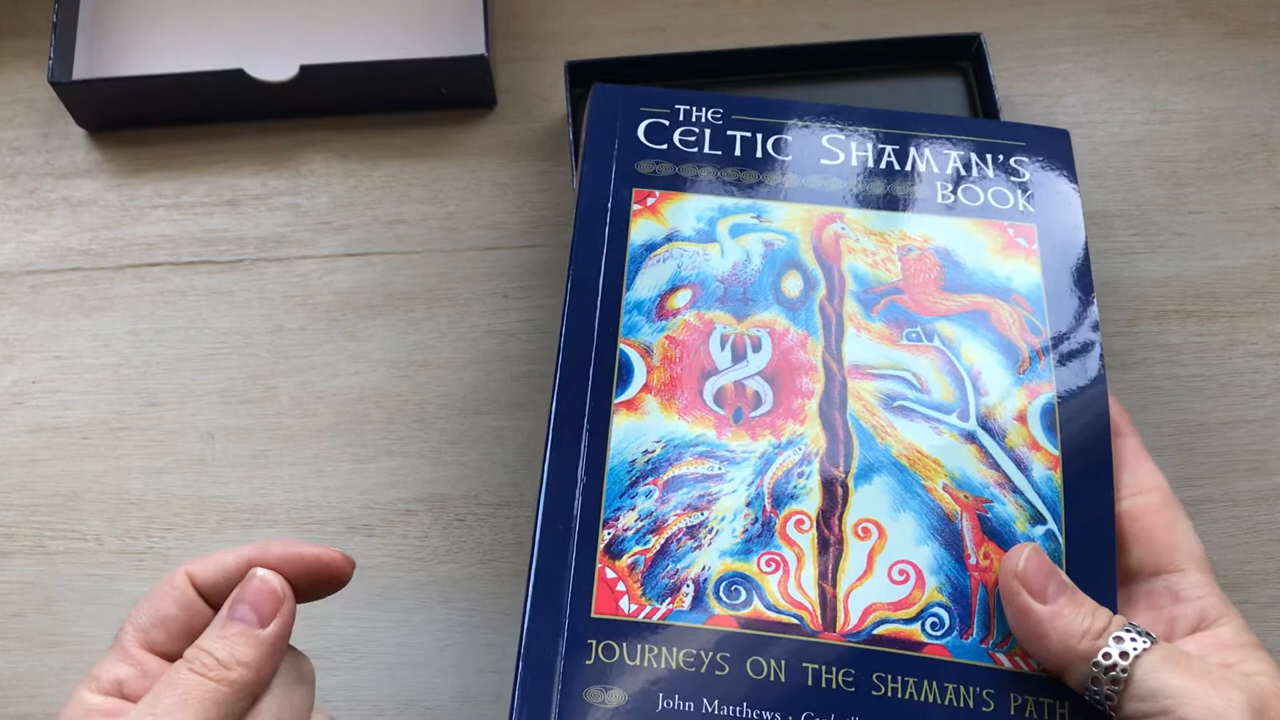 THE
CELTIC SHAMAN'S
BOOK
JOURNEYS ON THE SHAMAN'S PATH
John Matthews •